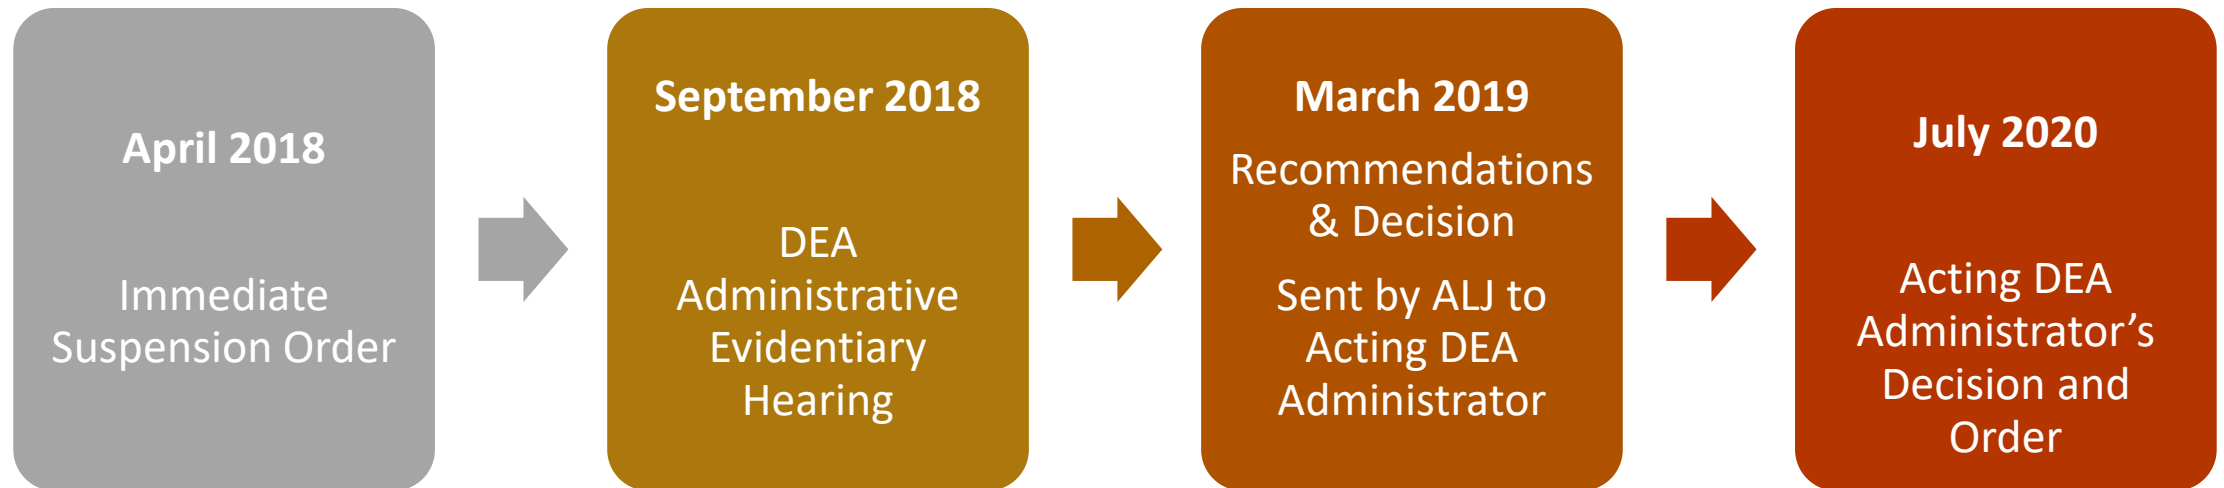 April 2018
Immediate
Suspension Order
September 2018
DEA
Administrative
Evidentiary
Hearing
March 2019
Recommendations
& Decision
Sent by ALJ to
Acting DEA
Administrator
July 2020
Acting DEA
Administrator’s
Decision and
Order